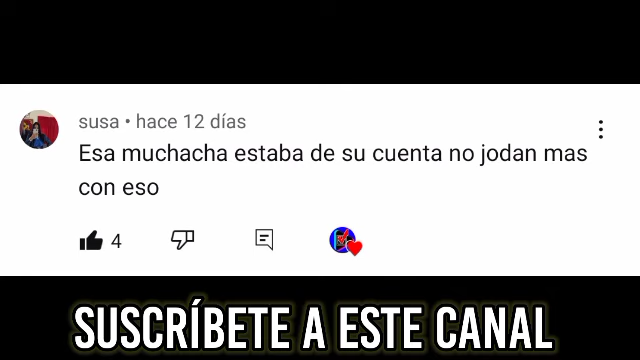 susa • hace 12 días
Esa muchacha estaba de su cuenta no jodan mas
con eso
4
SUSCRÍBETE A ESTE CANAL